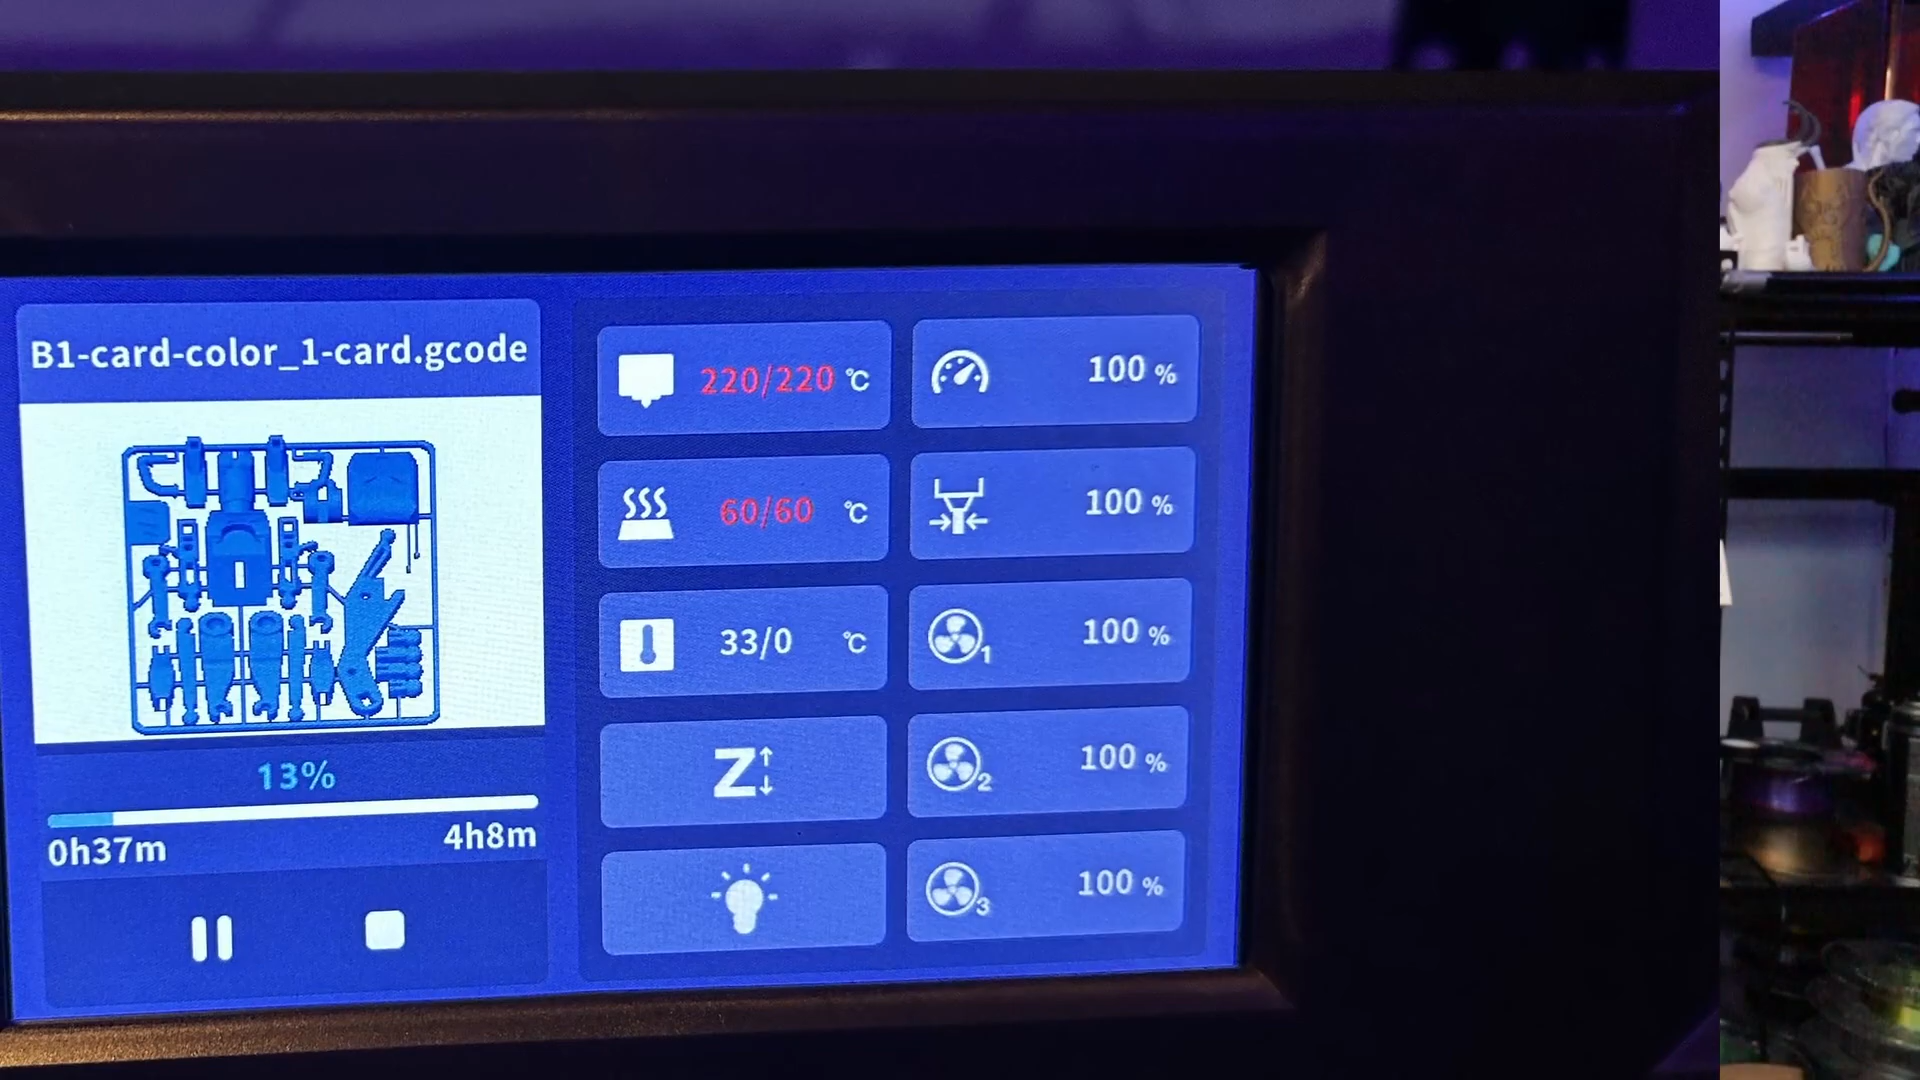 B1-card-color_1-card.gcode
13%
0h37m 4h8m
220/220 ℃
60/60 ℃
33/0 ℃
Z
100 %
100 %
1 100 %
2 100 %
3 100 %